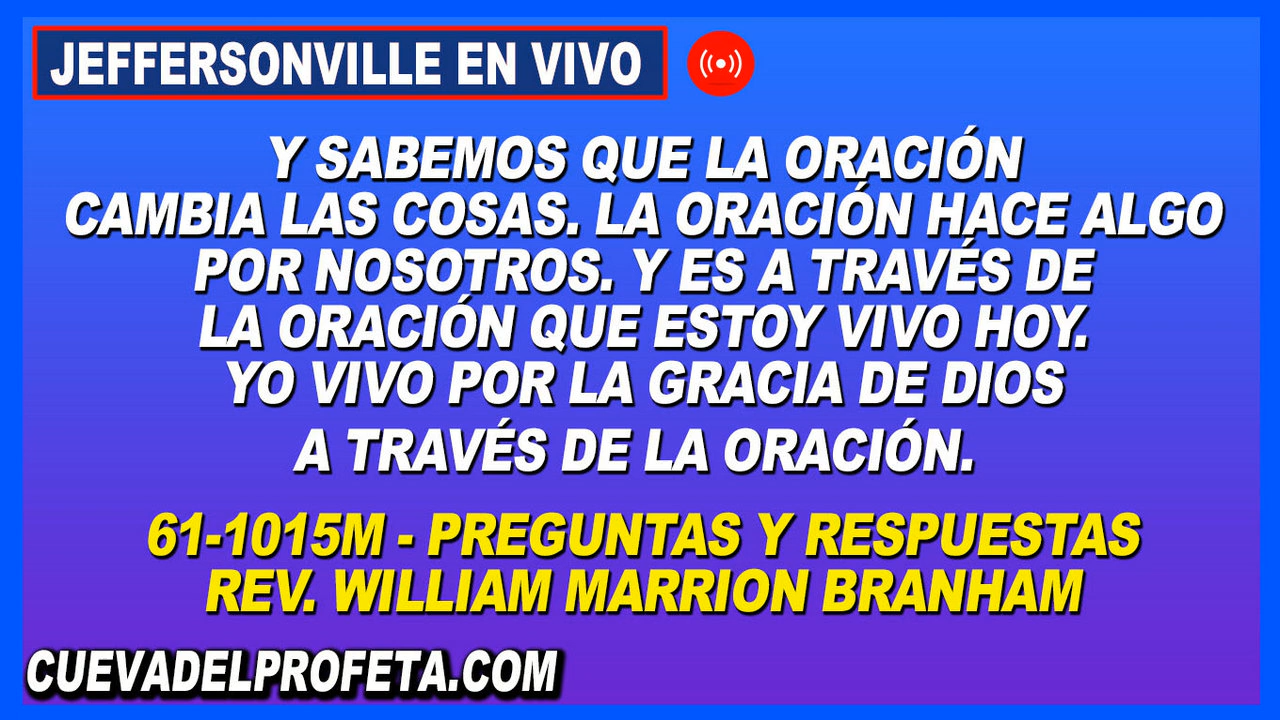 JEFFERSONVILLE EN VIVO
Y SABEMOS QUE LA ORACIÓN
CAMBIA LAS COSAS. LA ORACIÓN HACE ALGO
POR NOSOTROS. Y ES A TRAVÉS DE
LA ORACIÓN QUE ESTOY VIVO HOY.
YO VIVO POR LA GRACIA DE DIOS
A TRAVÉS DE LA ORACIÓN.
61-1015M - PREGUNTAS Y RESPUESTAS
REV. WILLIAM MARRION BRANHAM
CUEVADELPROFETA.COM